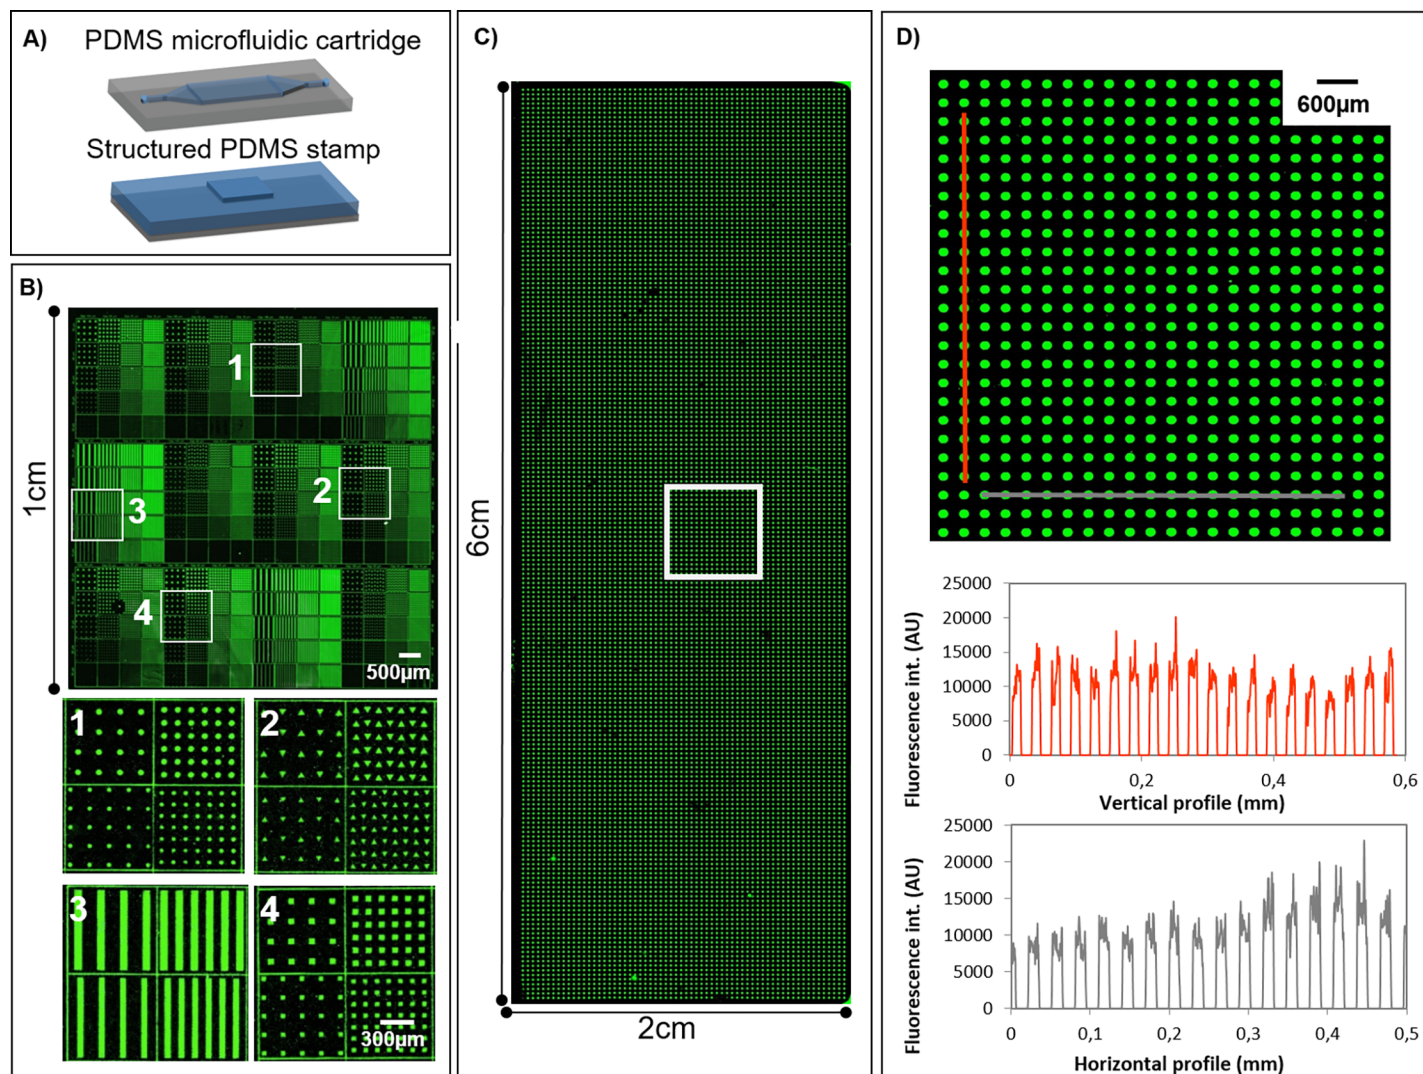 A)
PDMS microfluidic cartridge
Structured PDMS stamp
B)
1cm
1
2
3
4
500µm
1
2
3
4
300µm
C)
6cm
2cm
D)
600µm
Fluorescence int. (AU)
25000
20000
15000
10000
5000
0
0
0,2
0,4
0,6
Vertical profile (mm)
Fluorescence int. (AU)
25000
20000
15000
10000
5000
0
0
0,1
0,2
0,3
0,4
0,5
Horizontal profile (mm)